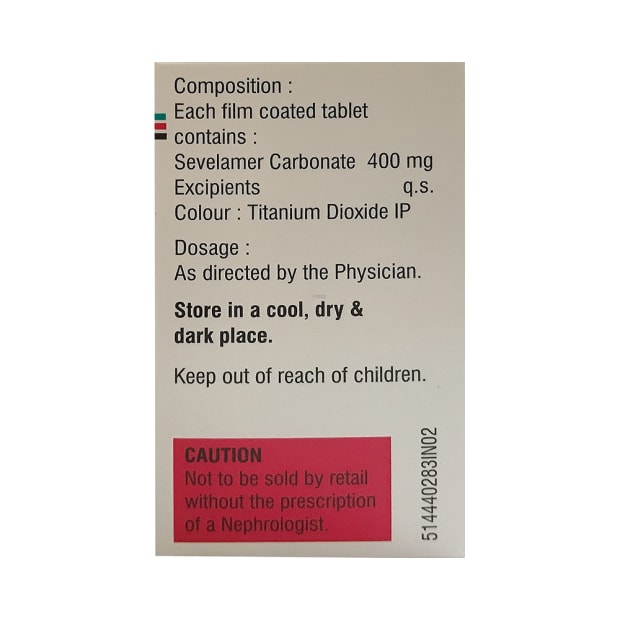 Composition :
Each film coated tablet
contains :
Sevelamer Carbonate 400 mg
Excipients q.s.
Colour : Titanium Dioxide IP
Dosage :
As directed by the Physician.
Store in a cool, dry &
dark place.
Keep out of reach of children.
CAUTION
Not to be sold by retail
without the prescription
of a Nephrologist.
514440283IN02